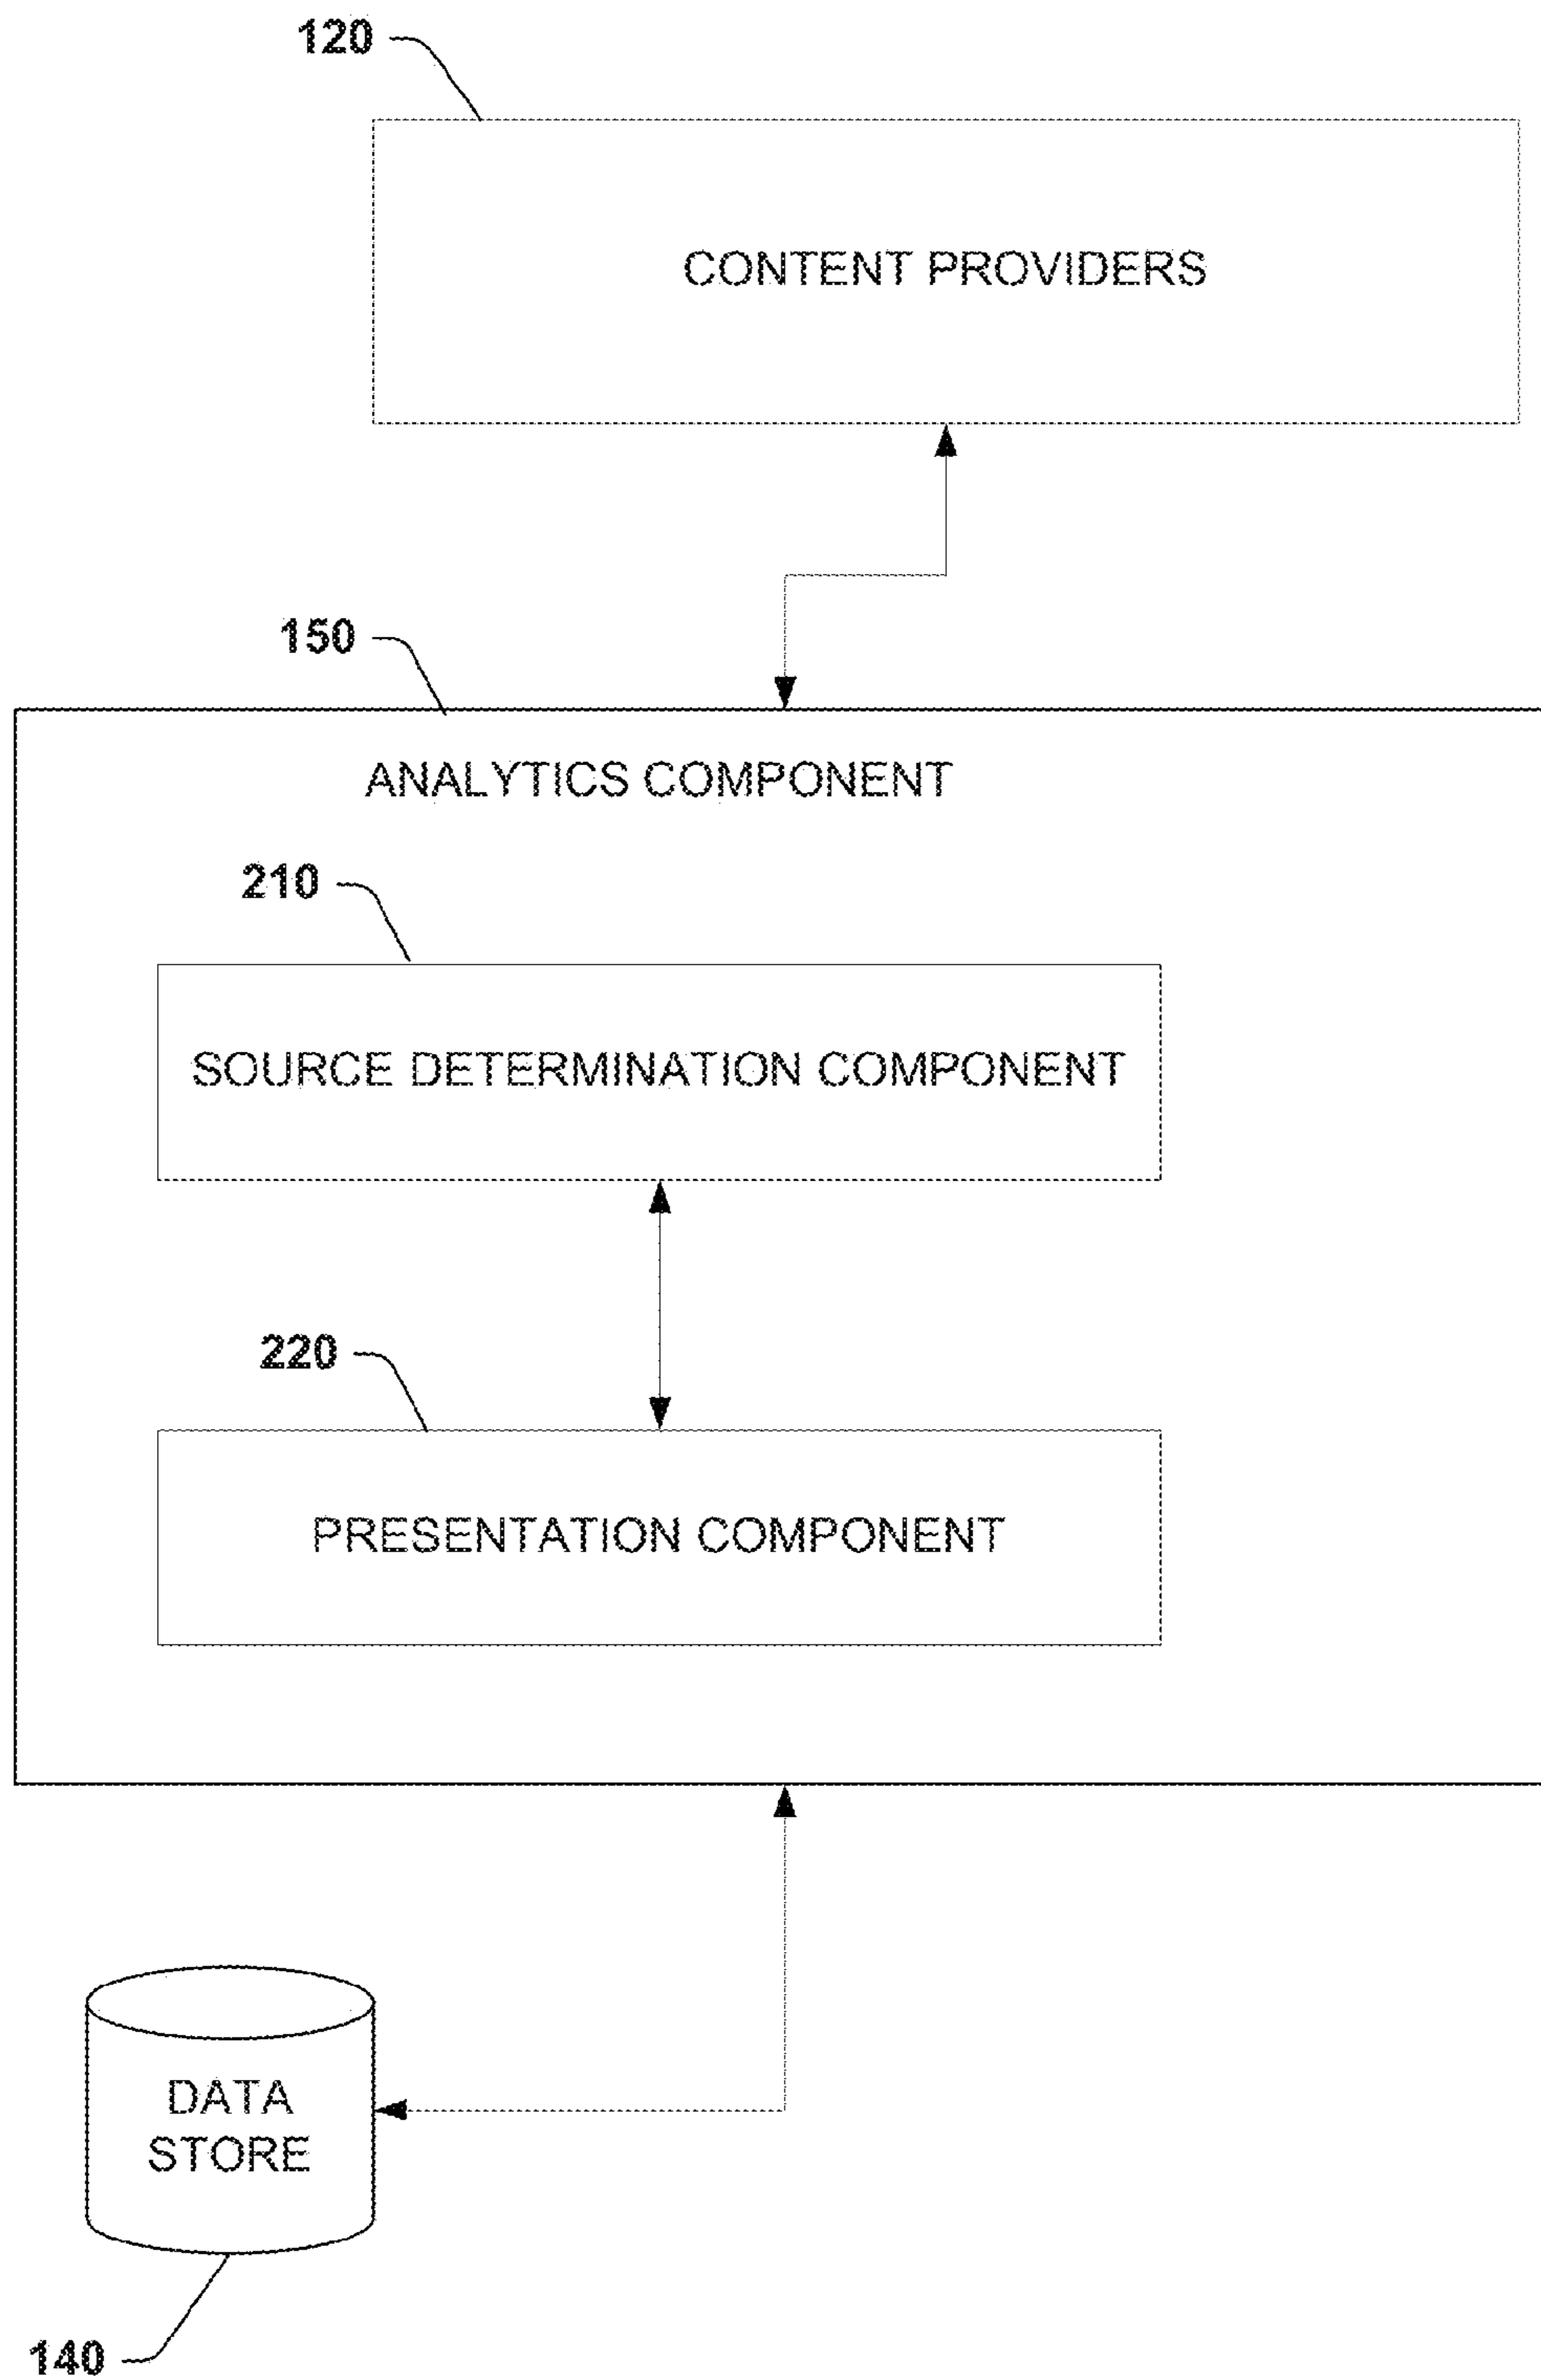 120
CONTENT PROVIDERS
150
ANALYTICS COMPONENT
210
SOURCE DETERMINATION COMPONENT
220
PRESENTATION COMPONENT
DATA
STORE
140